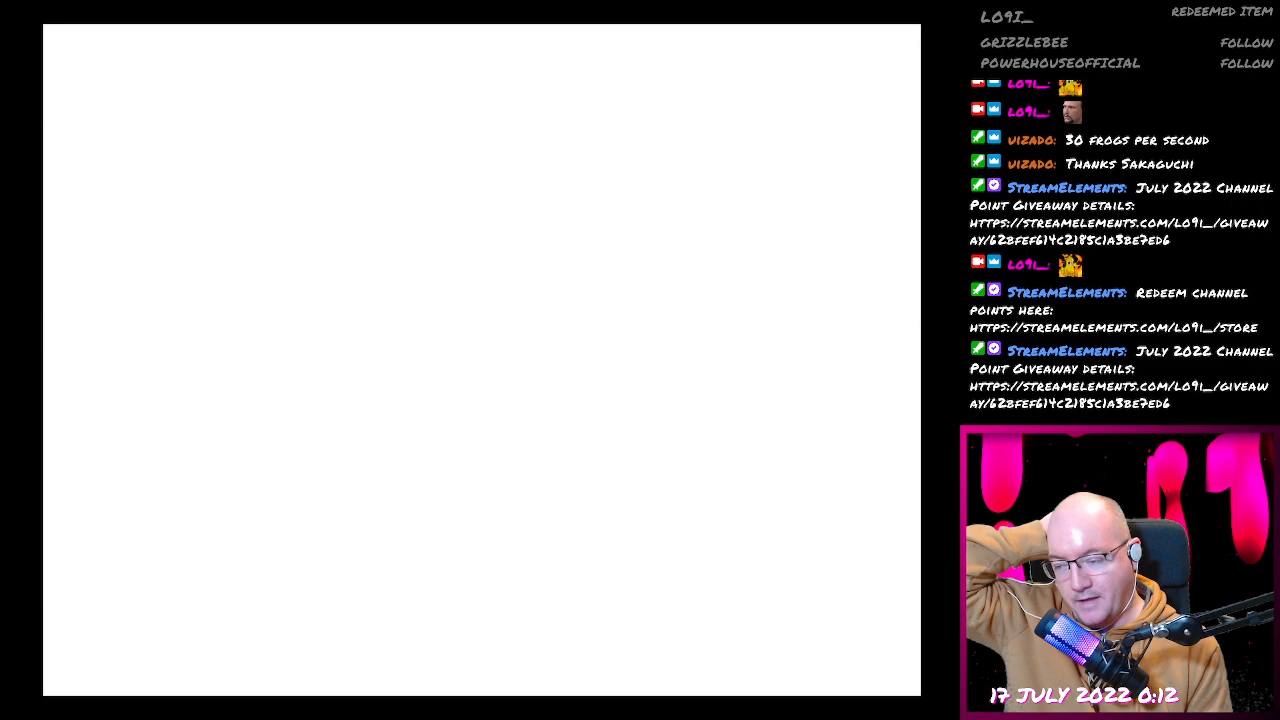 LO9I_ REDEEMED ITEM
GRIZZLEBEE FOLLOW
POWERHOUSEOFFICIAL FOLLOW
LO9I_:
LO9I_:
UIZADO: 30 FROGS PER SECOND
UIZADO: THANKS SAKAGUCHI
STREAMELEMENTS: JULY 2022 CHANNEL
POINT GIVEAWAY DETAILS:
HTTPS://STREAMELEMENTS.COM/LO9I_/GIVEAW
AY/62BFEF614C2185C1A3BE7ED6
LO9I_:
STREAMELEMENTS: REDEEM CHANNEL
POINTS HERE:
HTTPS://STREAMELEMENTS.COM/LO9I_/STORE
STREAMELEMENTS: JULY 2022 CHANNEL
POINT GIVEAWAY DETAILS:
HTTPS://STREAMELEMENTS.COM/LO9I_/GIVEAW
AY/62BFEF614C2185C1A3BE7ED6
17 JULY 2022 0:12